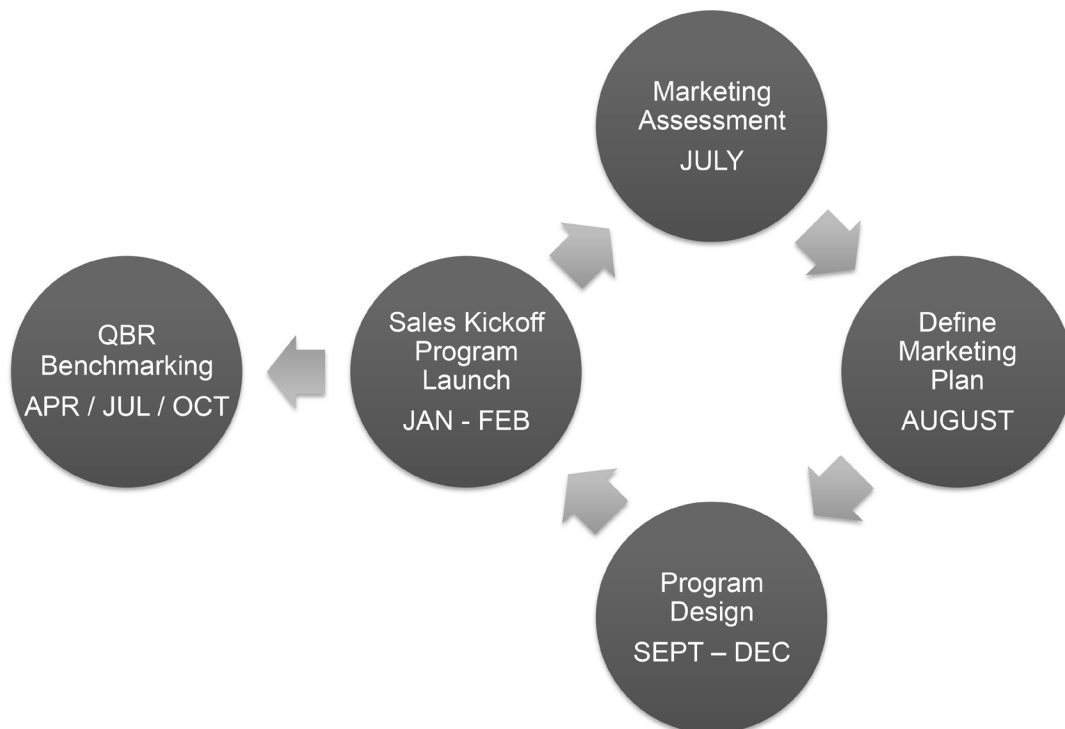 Marketing
Assessment
JULY
QBR
Benchmarking
APR / JUL / OCT
Sales Kickoff
Program
Launch
JAN - FEB
Define
Marketing
Plan
AUGUST
Program
Design
SEPT – DEC